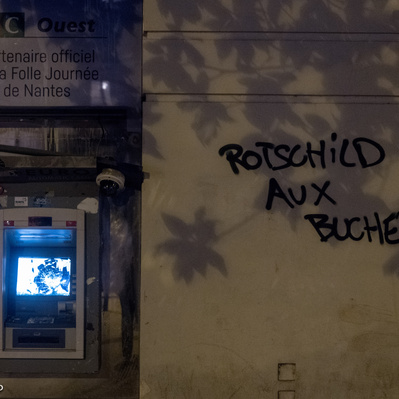 C Ouest
tenaire officiel
a Folle Journée
de Nantes
ROTSCHILD
AUX
BUCHE